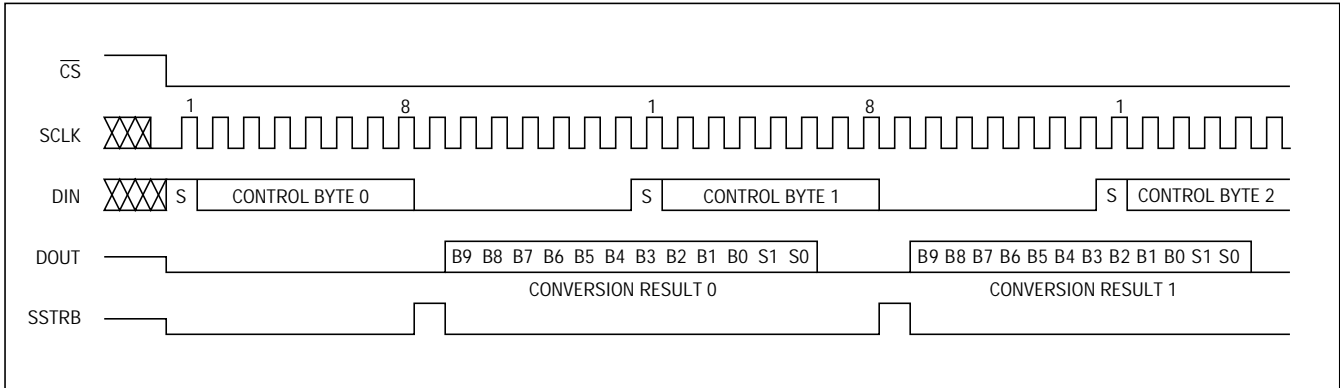 CS
1 8 1 8 1
SCLK
DIN S CONTROL BYTE 0 S CONTROL BYTE 1 S CONTROL BYTE 2
DOUT B9 B8 B7 B6 B5 B4 B3 B2 B1 B0 S1 S0 B9 B8 B7 B6 B5 B4 B3 B2 B1 B0 S1 S0
CONVERSION RESULT 0 CONVERSION RESULT 1
SSTRB